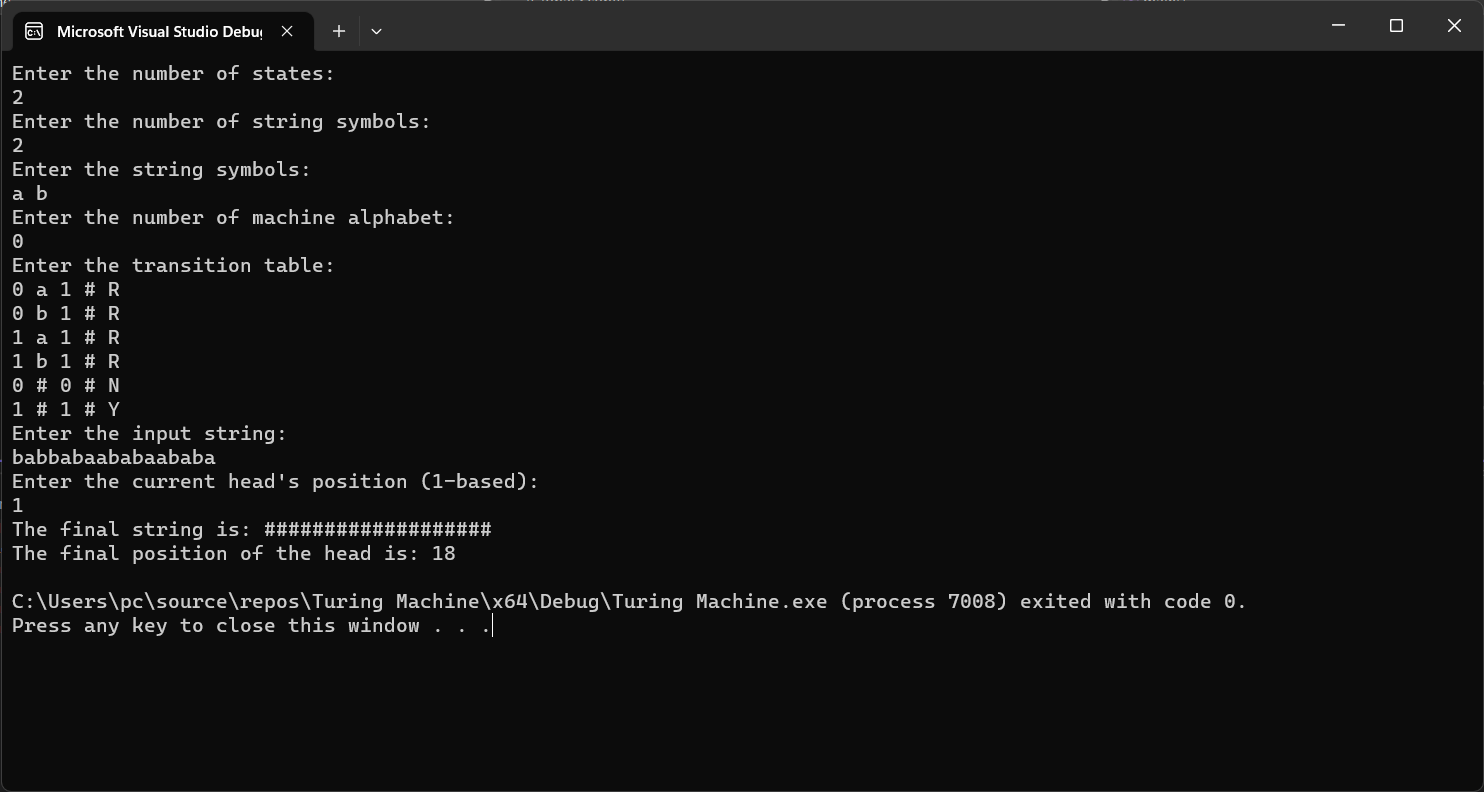 Microsoft Visual Studio Debu
Enter the number of states:
2
Enter the number of string symbols:
2
Enter the string symbols:
a b
Enter the number of machine alphabet:
0
Enter the transition table:
0 a 1 # R
0 b 1 # R
1 a 1 # R
1 b 1 # R
0 # 0 # N
1 # 1 # Y
Enter the input string:
babbabaababaababa
Enter the current head's position (1-based):
1
The final string is: ###################
The final position of the head is: 18
C:\Users\pc\source\repos\Turing Machine\x64\Debug\Turing Machine.exe (process 7008) exited with code 0.
Press any key to close this window . . .